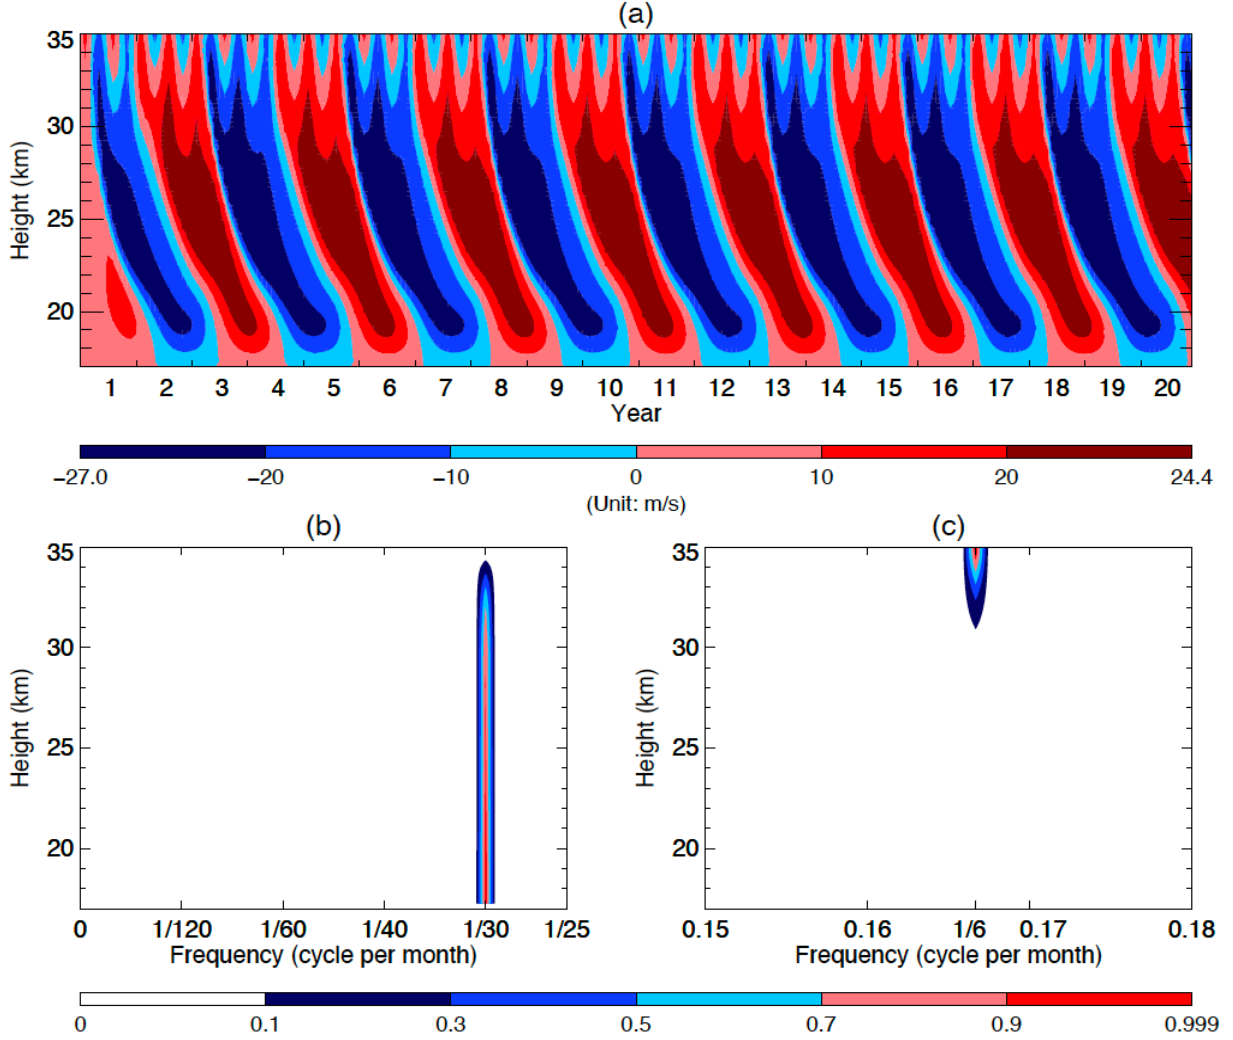 (a)
35
30
25
20
Height (km)
1 2 3 4 5 6 7 8 9 10 11 12 13 14 15 16 17 18 19 20
Year
−27.0 −20 −10 0 10 20 24.4
(Unit: m/s)
(b)
35
30
25
20
Height (km)
0 1/120 1/60 1/40 1/30 1/25
Frequency (cycle per month)
(c)
35
30
25
20
Height (km)
0.15 0.16 1/6 0.17 0.18
Frequency (cycle per month)
0 0.1 0.3 0.5 0.7 0.9 0.999